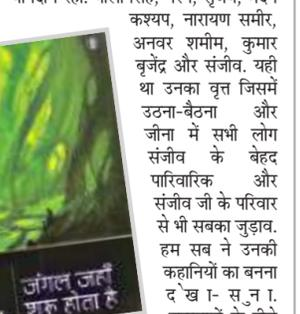 कश्यप, नारायण समीर,
अनवर शमीम, कुमार
बृजेंद्र और संजीव. यही
था उनका वृत्त जिसमें
उठना-बैठना और
जीना में सभी लोग
संजीव के बेहद
पारिवारिक और
संजीव जी के परिवार
से भी सबका जुड़ाव.
हम सब ने उनकी
कहानियों का बनना
देखा- सुना.
जंगल जहाँ
शुरू होता है